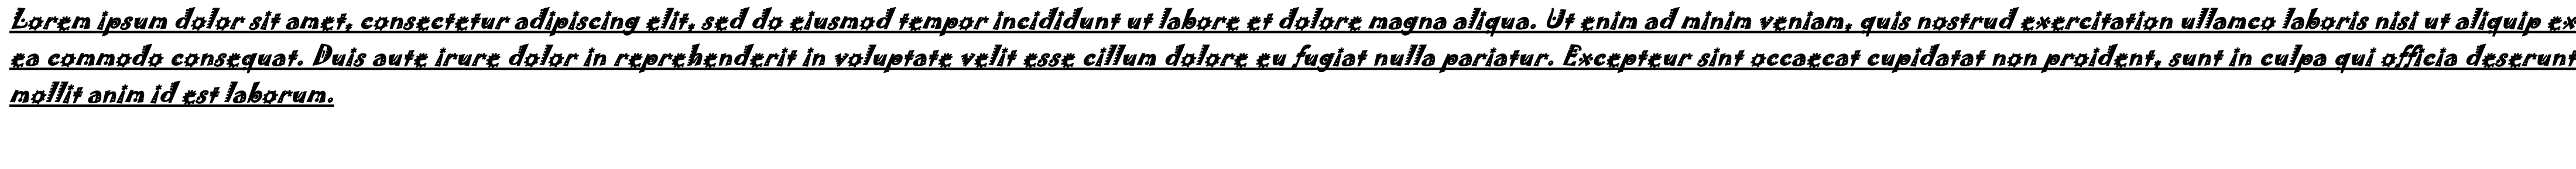 Lorem ipsum dolor sit amet, consectetur adipiscing elit, sed do eiusmod tempor incididunt ut labore et dolore magna aliqua. Ut enim ad minim veniam, quis nostrud exercitation ullamco laboris nisi ut aliquip ex
ea commodo consequat. Duis aute irure dolor in reprehenderit in voluptate velit esse cillum dolore eu fugiat nulla pariatur. Excepteur sint occaecat cupidatat non proident, sunt in culpa qui officia deserunt
mollit anim id est laborum.